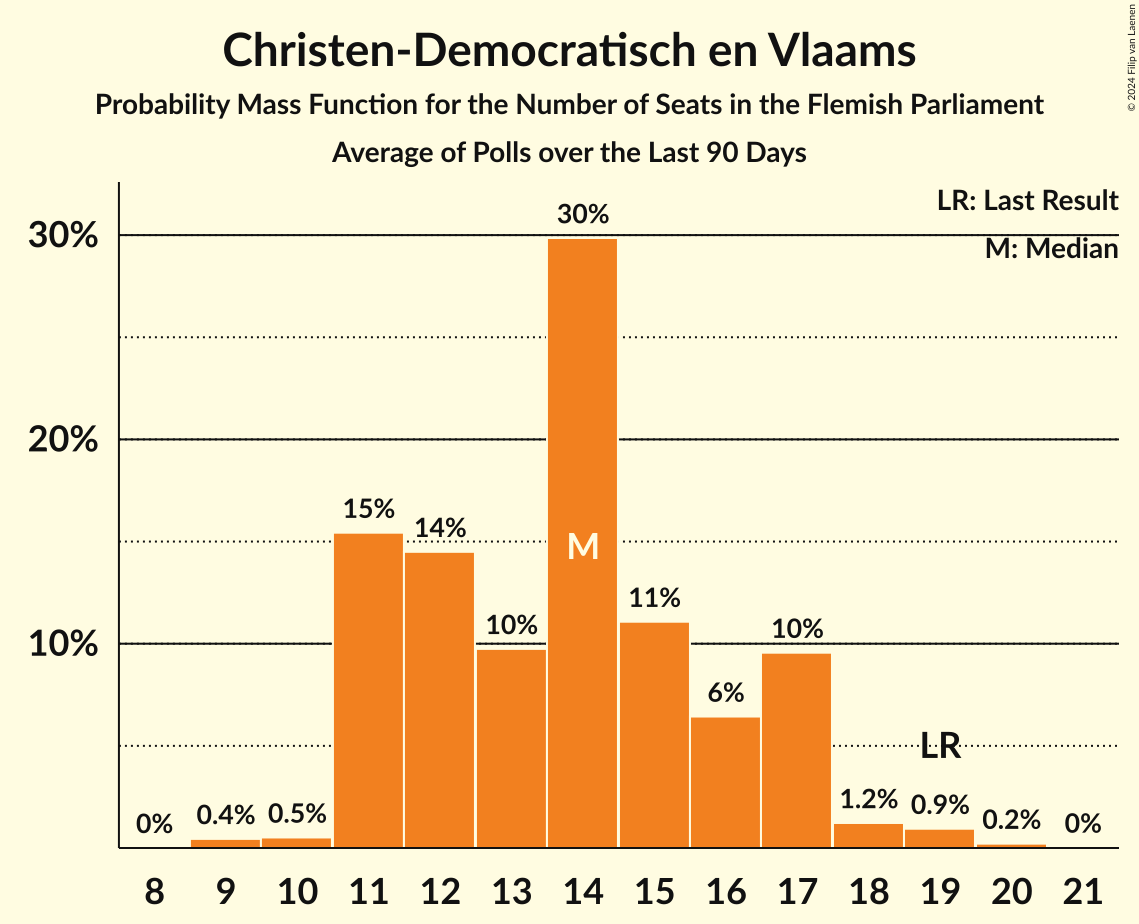 Christen-Democratisch en Vlaams
Probability Mass Function for the Number of Seats in the Flemish Parliament
Average of Polls over the Last 90 Days
© 2024 Filip van Laenen
LR: Last Result
M: Median
30%
20%
10%
0%
0.4%
0.5%
15%
14%
10%
30%
M
11%
6%
10%
1.2%
LR
0.9%
0.2%
0%
8 9 10 11 12 13 14 15 16 17 18 19 20 21